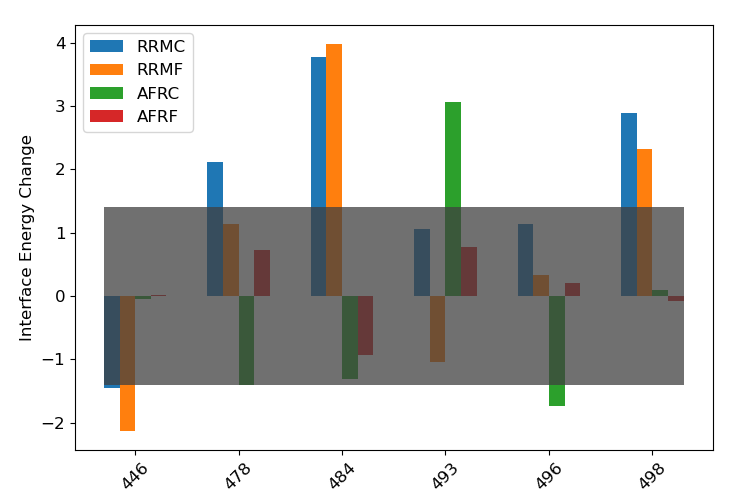 RRMC
RRMF
AFRC
AFRF
Interface Energy Change
4
3
2
1
0
−1
−2
446
478
484
493
496
498